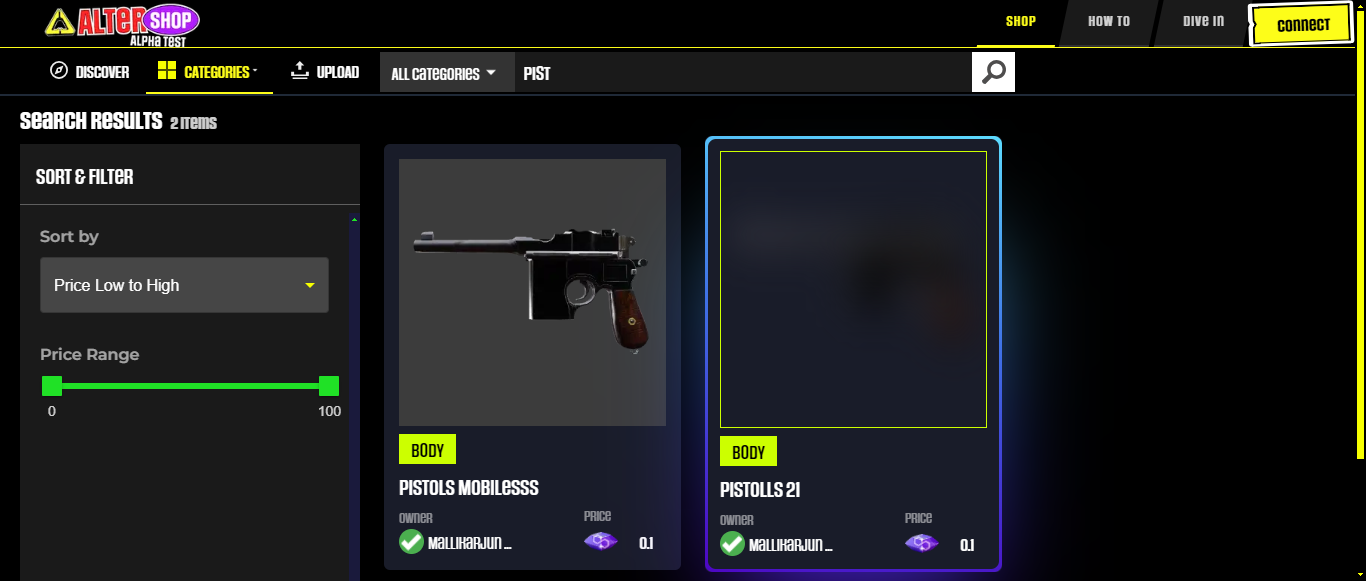 ALTER SHOP
ALPHA TEST
SHOP
HOW TO
DIVE IN
CONNECT
DISCOVER
CATEGORIES
UPLOAD
ALL CATEGORIES
PIST
SEARCH RESULTS 2 ITEMS
SORT & FILTER
Sort by
Price Low to High
Price Range
0 100
BODY
PISTOLS MOBILESSS
OWNER PRICE
MALLIKARJUN ... 0.1
BODY
PISTOLLS 21
OWNER PRICE
MALLIKARJUN ... 0.1